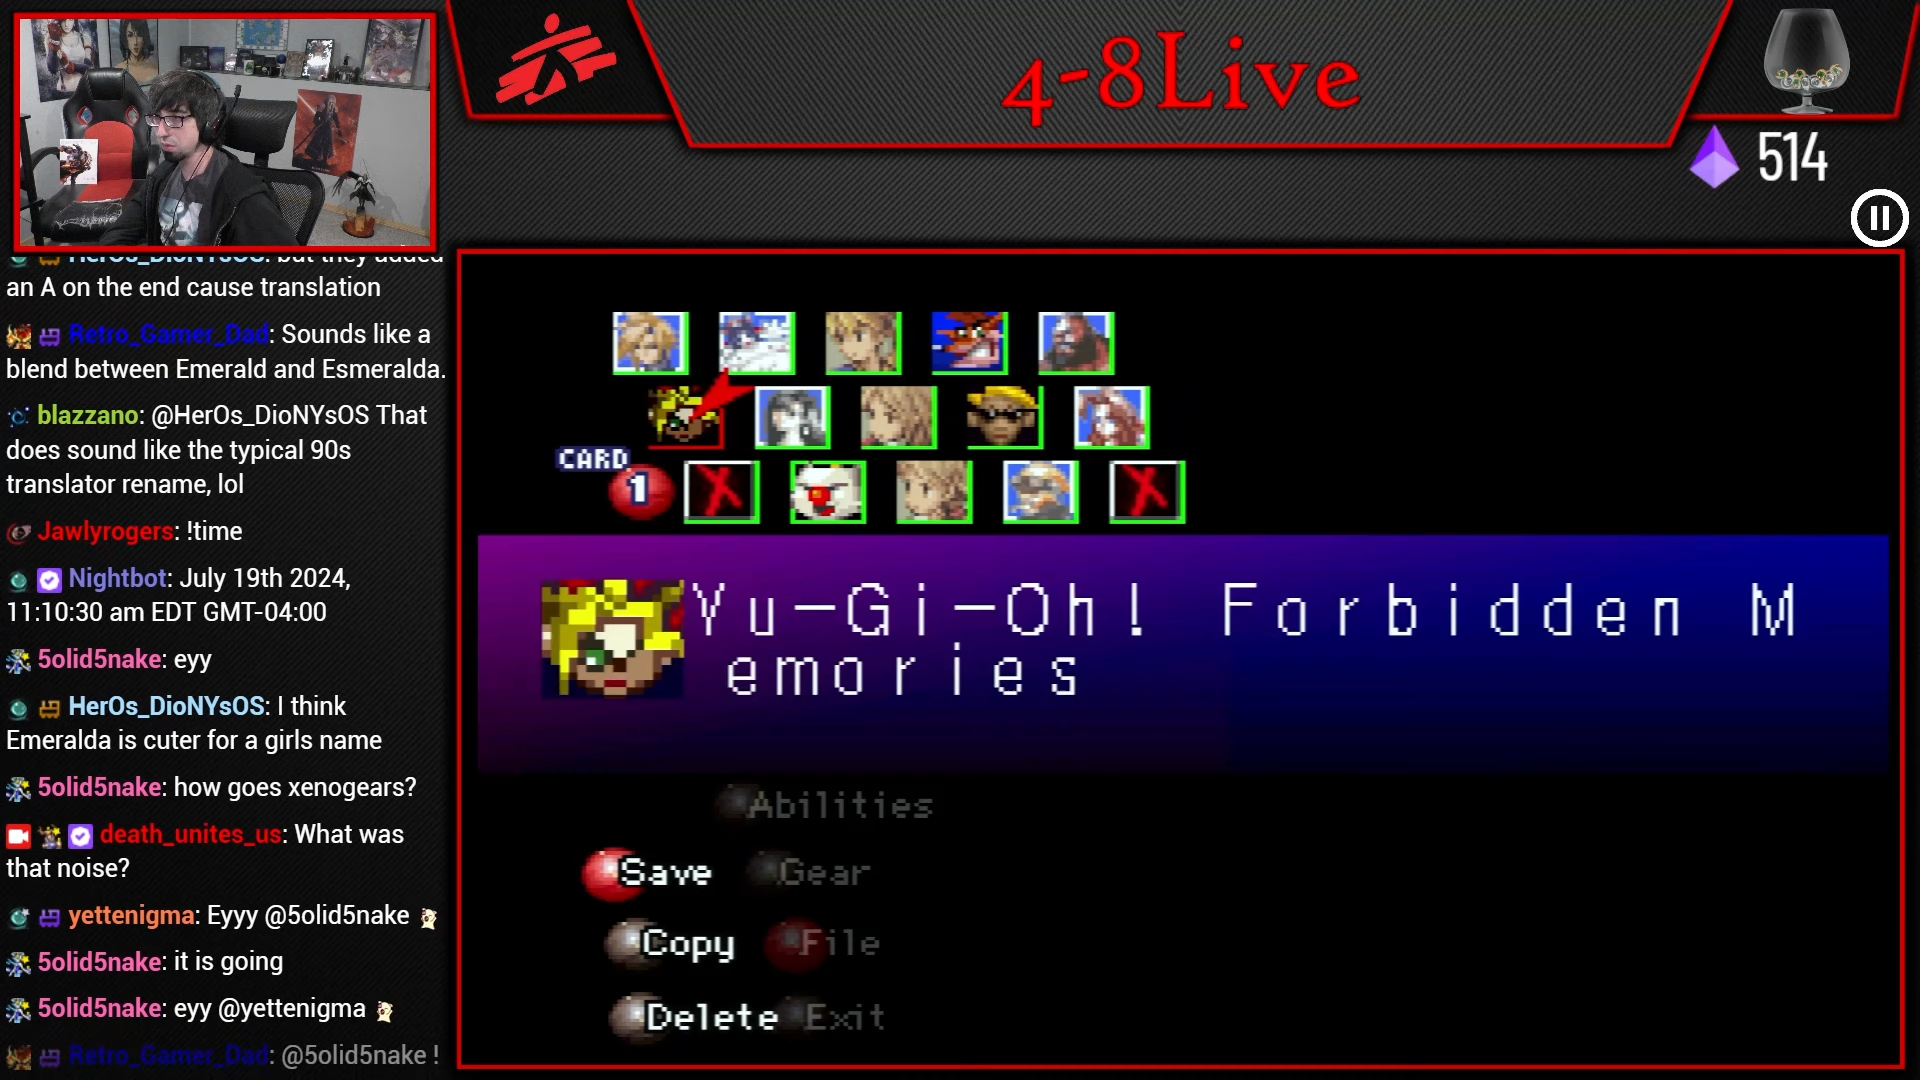 4-8Live
514
HerOs_DioNYsOS: but they added
an A on the end cause translation
Retro_Gamer_Dad: Sounds like a
blend between Emerald and Esmeralda.
blazzano: @HerOs_DioNYsOS That
does sound like the typical 90s
translator rename, lol
Jawlyrogers: !time
Nightbot: July 19th 2024,
11:10:30 am EDT GMT-04:00
5olid5nake: eyy
HerOs_DioNYsOS: I think
Emeralda is cuter for a girls name
5olid5nake: how goes xenogears?
death_unites_us: What was
that noise?
yettenigma: Eyyy @5olid5nake
5olid5nake: it is going
5olid5nake: eyy @yettenigma
Retro_Gamer_Dad: @5olid5nake !
CARD
1
Yu-Gi-Oh! Forbidden M
emories
Abilities
Save Gear
Copy File
Delete Exit